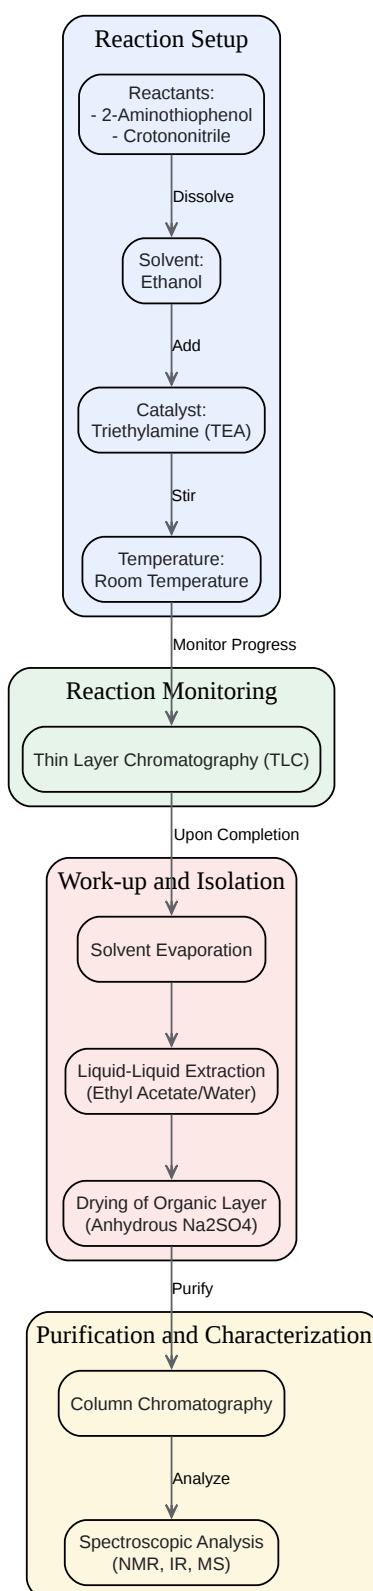 Reaction Setup
Reactants:
- 2-Aminothiophenol
- Crotononitrile
Dissolve
Solvent:
Ethanol
Add
Catalyst:
Triethylamine (TEA)
Stir
Temperature:
Room Temperature
Monitor Progress
Reaction Monitoring
Thin Layer Chromatography (TLC)
Upon Completion
Work-up and Isolation
Solvent Evaporation
Liquid-Liquid Extraction
(Ethyl Acetate/Water)
Drying of Organic Layer
(Anhydrous Na2SO4)
Purify
Purification and Characterization
Column Chromatography
Analyze
Spectroscopic Analysis
(NMR, IR, MS)